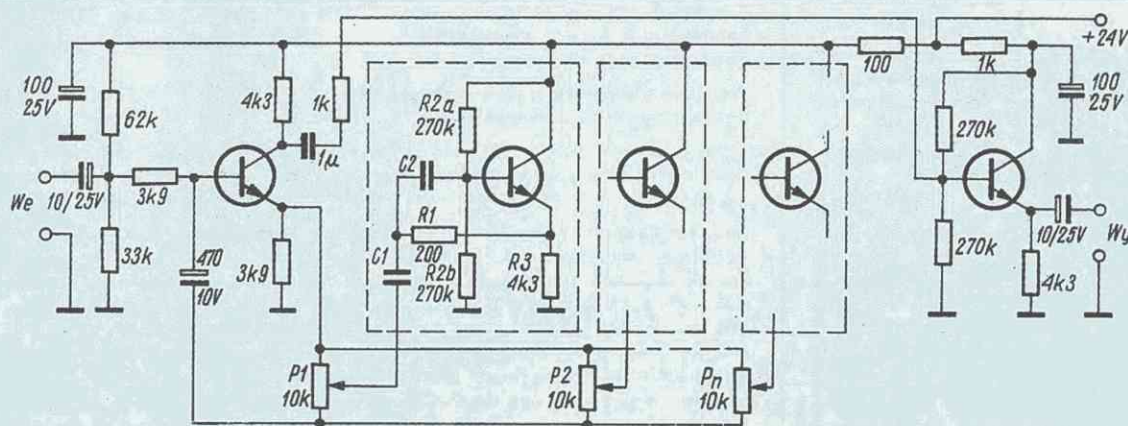 100
25V
62k
We
10/25V
33k
3k9
470
10V
4k3
1k
1µ
3k9
R2a
270k
C2
R1
200
C1
R2b
270k
R3
4k3
P1
10k
P2
10k
Pn
10k
100
1k
+24V
100
25V
270k
270k
10/25V
Wy
4k3